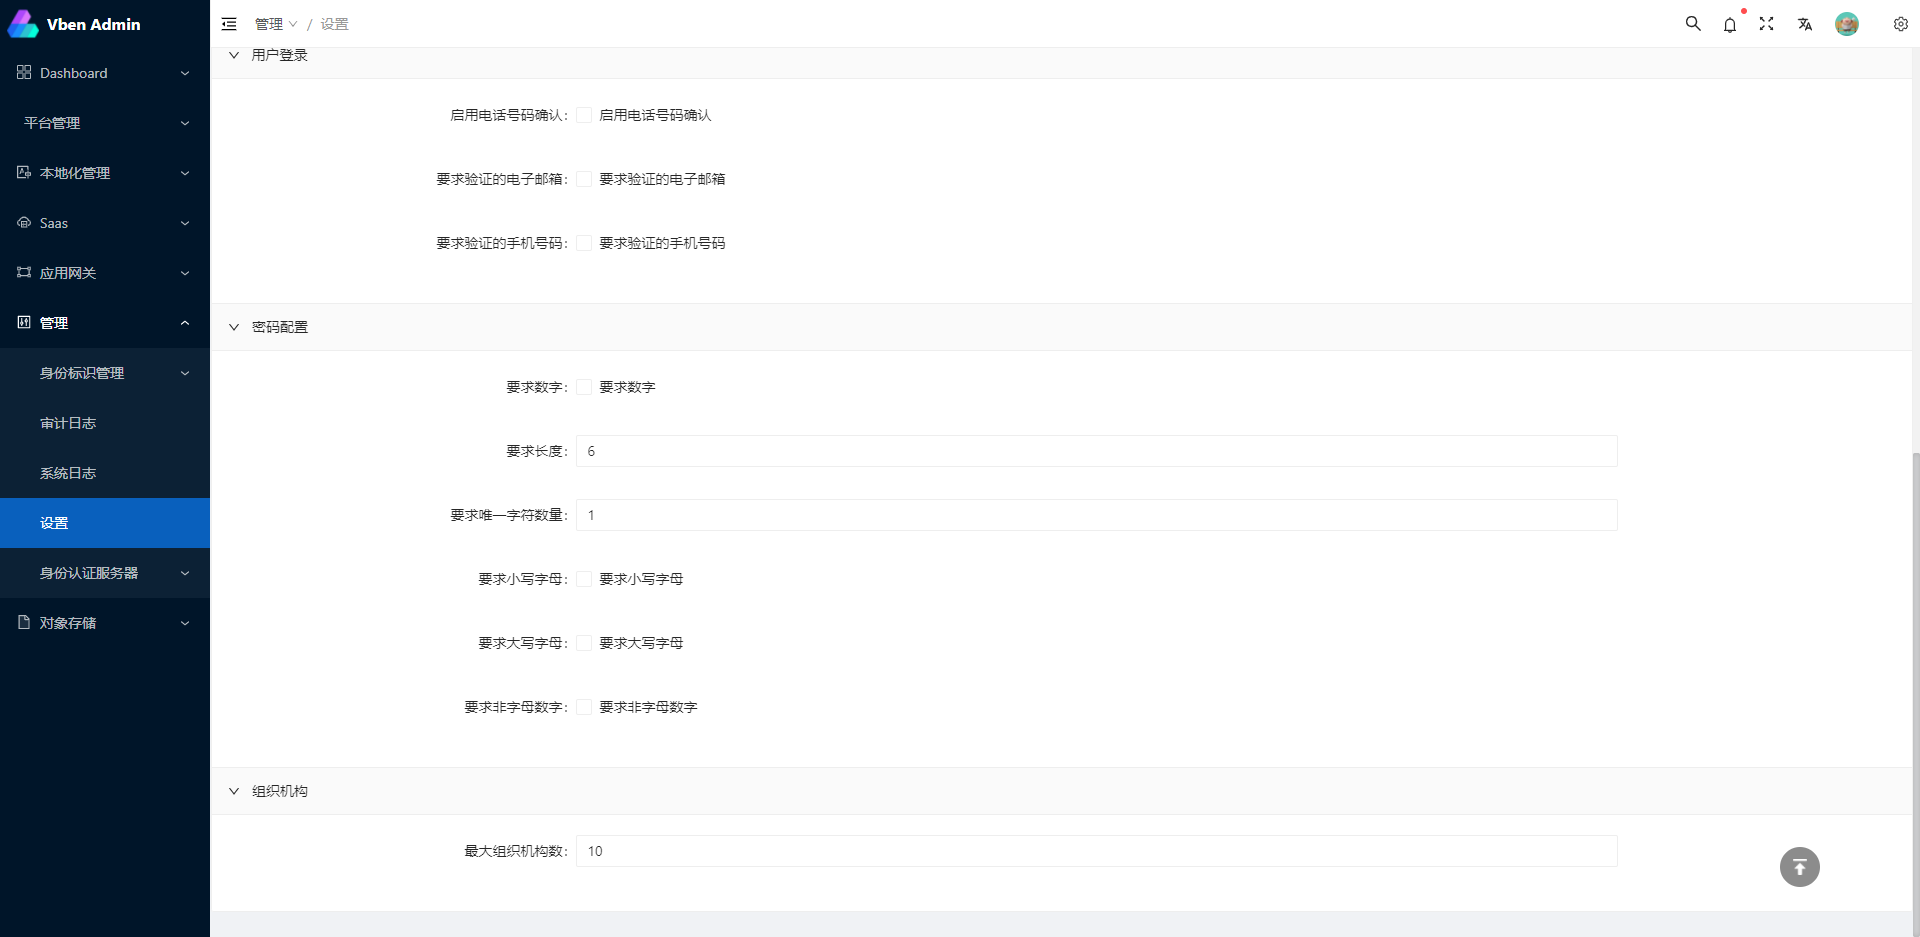 Vben Admin
Dashboard
平台管理
本地化管理
Saas
应用网关
管理
身份标识管理
审计日志
系统日志
设置
身份认证服务器
对象存储
管理 / 设置
用户登录
启用电话号码确认: 启用电话号码确认
要求验证的电子邮箱: 要求验证的电子邮箱
要求验证的手机号码: 要求验证的手机号码
密码配置
要求数字: 要求数字
要求长度: 6
要求唯一字符数量: 1
要求小写字母: 要求小写字母
要求大写字母: 要求大写字母
要求非字母数字: 要求非字母数字
组织机构
最大组织机构数: 10